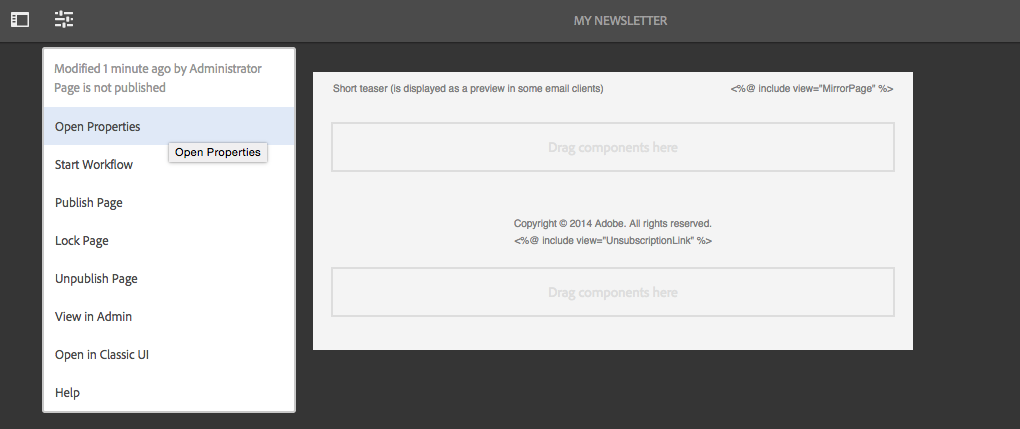 MY NEWSLETTER
Modified 1 minute ago by Administrator
Page is not published
Open Properties
Open Properties
Start Workflow
Publish Page
Lock Page
Unpublish Page
View in Admin
Open in Classic UI
Help
Short teaser (is displayed as a preview in some email clients)
<%@ include view="MirrorPage" %>
Drag components here
Copyright © 2014 Adobe. All rights reserved.
<%@ include view="UnsubscriptionLink" %>
Drag components here